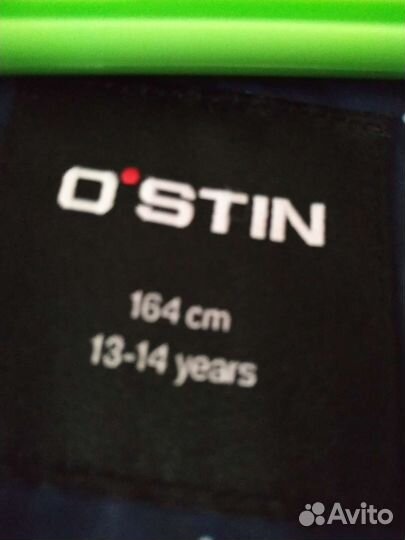 O'STIN
164 cm
13-14 years
Avito